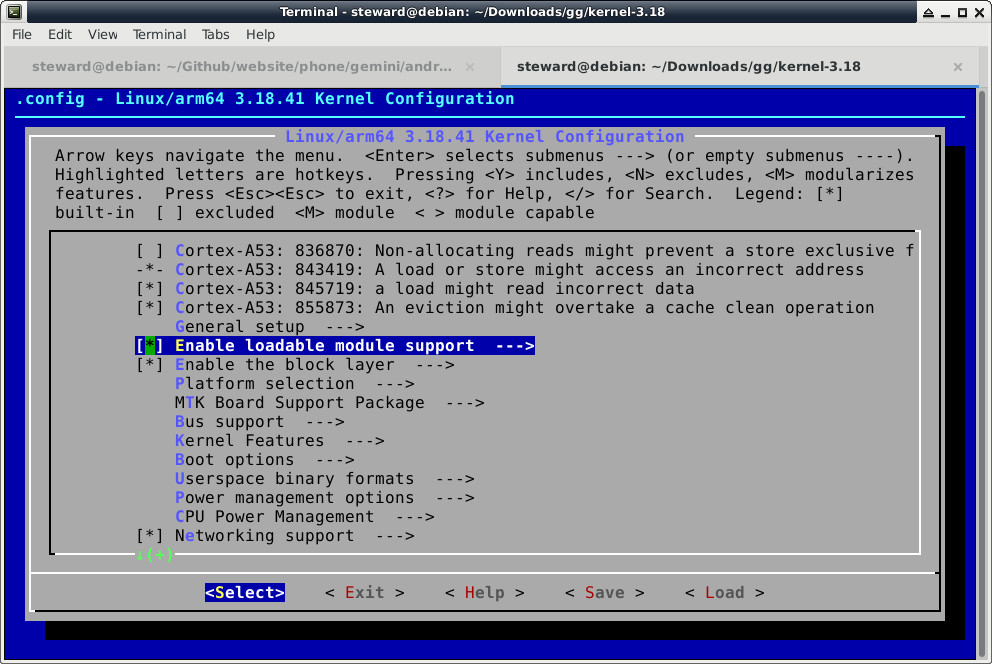 Terminal - steward@debian: ~/Downloads/gg/kernel-3.18
File Edit View Terminal Tabs Help
steward@debian: ~/Github/website/phone/gemini/andr... ×
steward@debian: ~/Downloads/gg/kernel-3.18 ×
.config - Linux/arm64 3.18.41 Kernel Configuration
Linux/arm64 3.18.41 Kernel Configuration
Arrow keys navigate the menu.  <Enter> selects submenus ---> (or empty submenus ----).
Highlighted letters are hotkeys.  Pressing <Y> includes, <N> excludes, <M> modularizes
features.  Press <Esc><Esc> to exit, <?> for Help, </> for Search.  Legend: [*]
built-in  [ ] excluded  <M> module  < > module capable
[ ] Cortex-A53: 836870: Non-allocating reads might prevent a store exclusive f
-*- Cortex-A53: 843419: A load or store might access an incorrect address
[*] Cortex-A53: 845719: a load might read incorrect data
[*] Cortex-A53: 855873: An eviction might overtake a cache clean operation
General setup  --->
[*] Enable loadable module support  --->
[*] Enable the block layer  --->
Platform selection  --->
MTK Board Support Package  --->
Bus support  --->
Kernel Features  --->
Boot options  --->
Userspace binary formats  --->
Power management options  --->
CPU Power Management  --->
[*] Networking support  --->
↓(+)
<Select>    < Exit >    < Help >    < Save >    < Load >